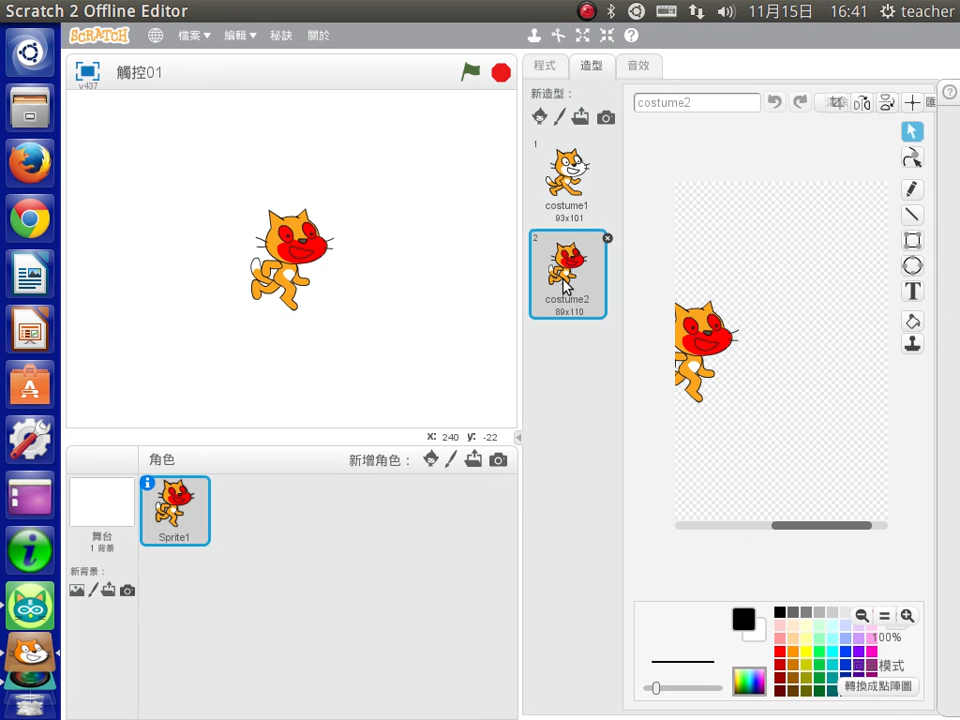 Scratch 2 Offline Editor
11月15日 16:41 teacher
SCRATCH 檔案 編輯 秘訣 關於
觸控01
v437
程式 造型 音效
新造型：
costume2
1
costume1
93x101
2
costume2
89x110
x: 240 y: -22
角色 新增角色：
舞台
1 背景
新背景：
Sprite1
100%
模式
轉換成點陣圖